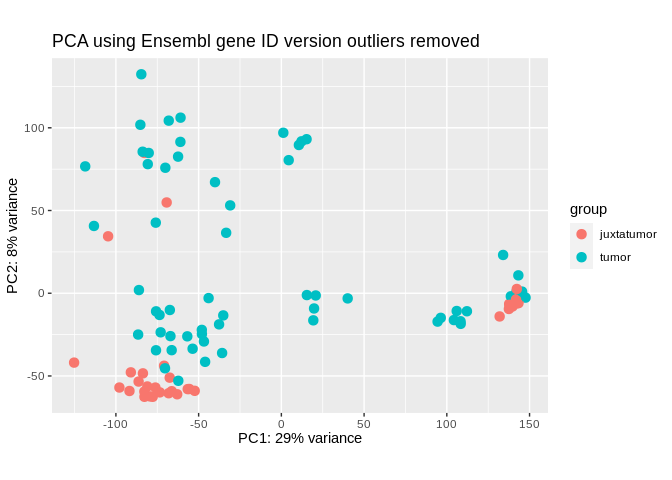 PCA using Ensembl gene ID version outliers removed
100
50
0
-50
PC2: 8% variance
-100
-50
0
50
100
150
PC1: 29% variance
group
juxtatumor
tumor